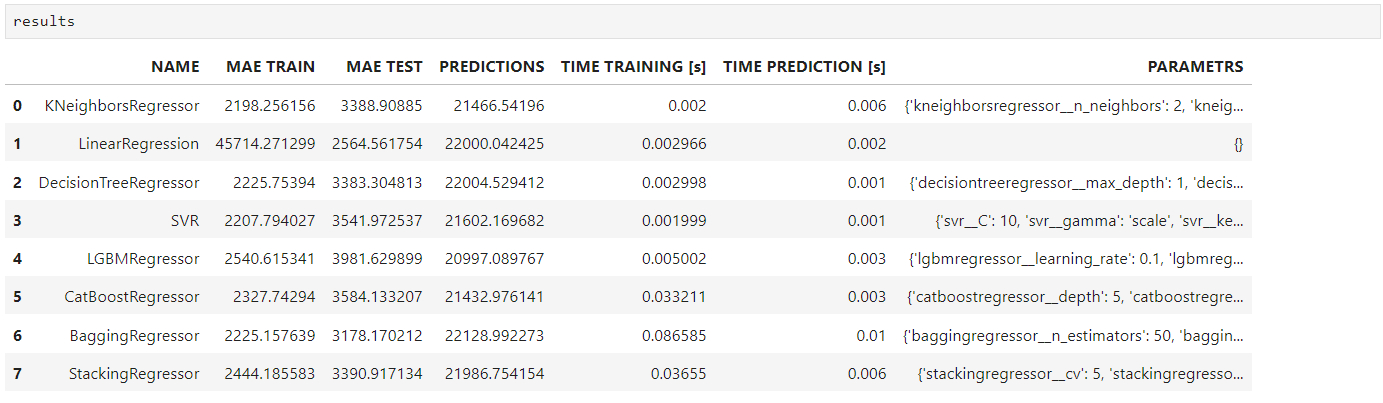 results
NAME MAE TRAIN MAE TEST PREDICTIONS TIME TRAINING [s] TIME PREDICTION [s] PARAMETRS
0 KNeighborsRegressor 2198.256156 3388.90885 21466.54196 0.002 0.006 {'kneighborsregressor__n_neighbors': 2, 'kneig...
1 LinearRegression 45714.271299 2564.561754 22000.042425 0.002966 0.002 {}
2 DecisionTreeRegressor 2225.75394 3383.304813 22004.529412 0.002998 0.001 {'decisiontreeregressor__max_depth': 1, 'decis...
3 SVR 2207.794027 3541.972537 21602.169682 0.001999 0.001 {'svr__C': 10, 'svr__gamma': 'scale', 'svr__ke...
4 LGBMRegressor 2540.615341 3981.629899 20997.089767 0.005002 0.003 {'lgbmregressor__learning_rate': 0.1, 'lgbmreg...
5 CatBoostRegressor 2327.74294 3584.133207 21432.976141 0.033211 0.003 {'catboostregressor__depth': 5, 'catboostregre...
6 BaggingRegressor 2225.157639 3178.170212 22128.992273 0.086585 0.01 {'baggingregressor__n_estimators': 50, 'baggin...
7 StackingRegressor 2444.185583 3390.917134 21986.754154 0.03655 0.006 {'stackingregressor__cv': 5, 'stackingregresso...